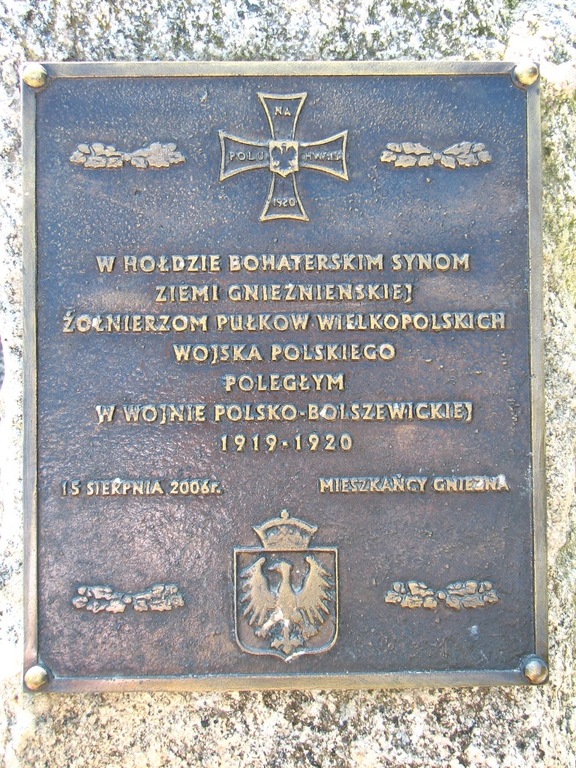 NA
POLU CHWAŁY
1920
W HOŁDZIE BOHATERSKIM SYNOM
ZIEMI GNIEŹNIEŃSKIEJ
ŻOŁNIERZOM PUŁKÓW WIELKOPOLSKICH
WOJSKA POLSKIEGO
POLEGŁYM
W WOJNIE POLSKO-BOLSZEWICKIEJ
1919-1920
15 SIERPNIA 2006r.
MIESZKAŃCY GNIEZNA